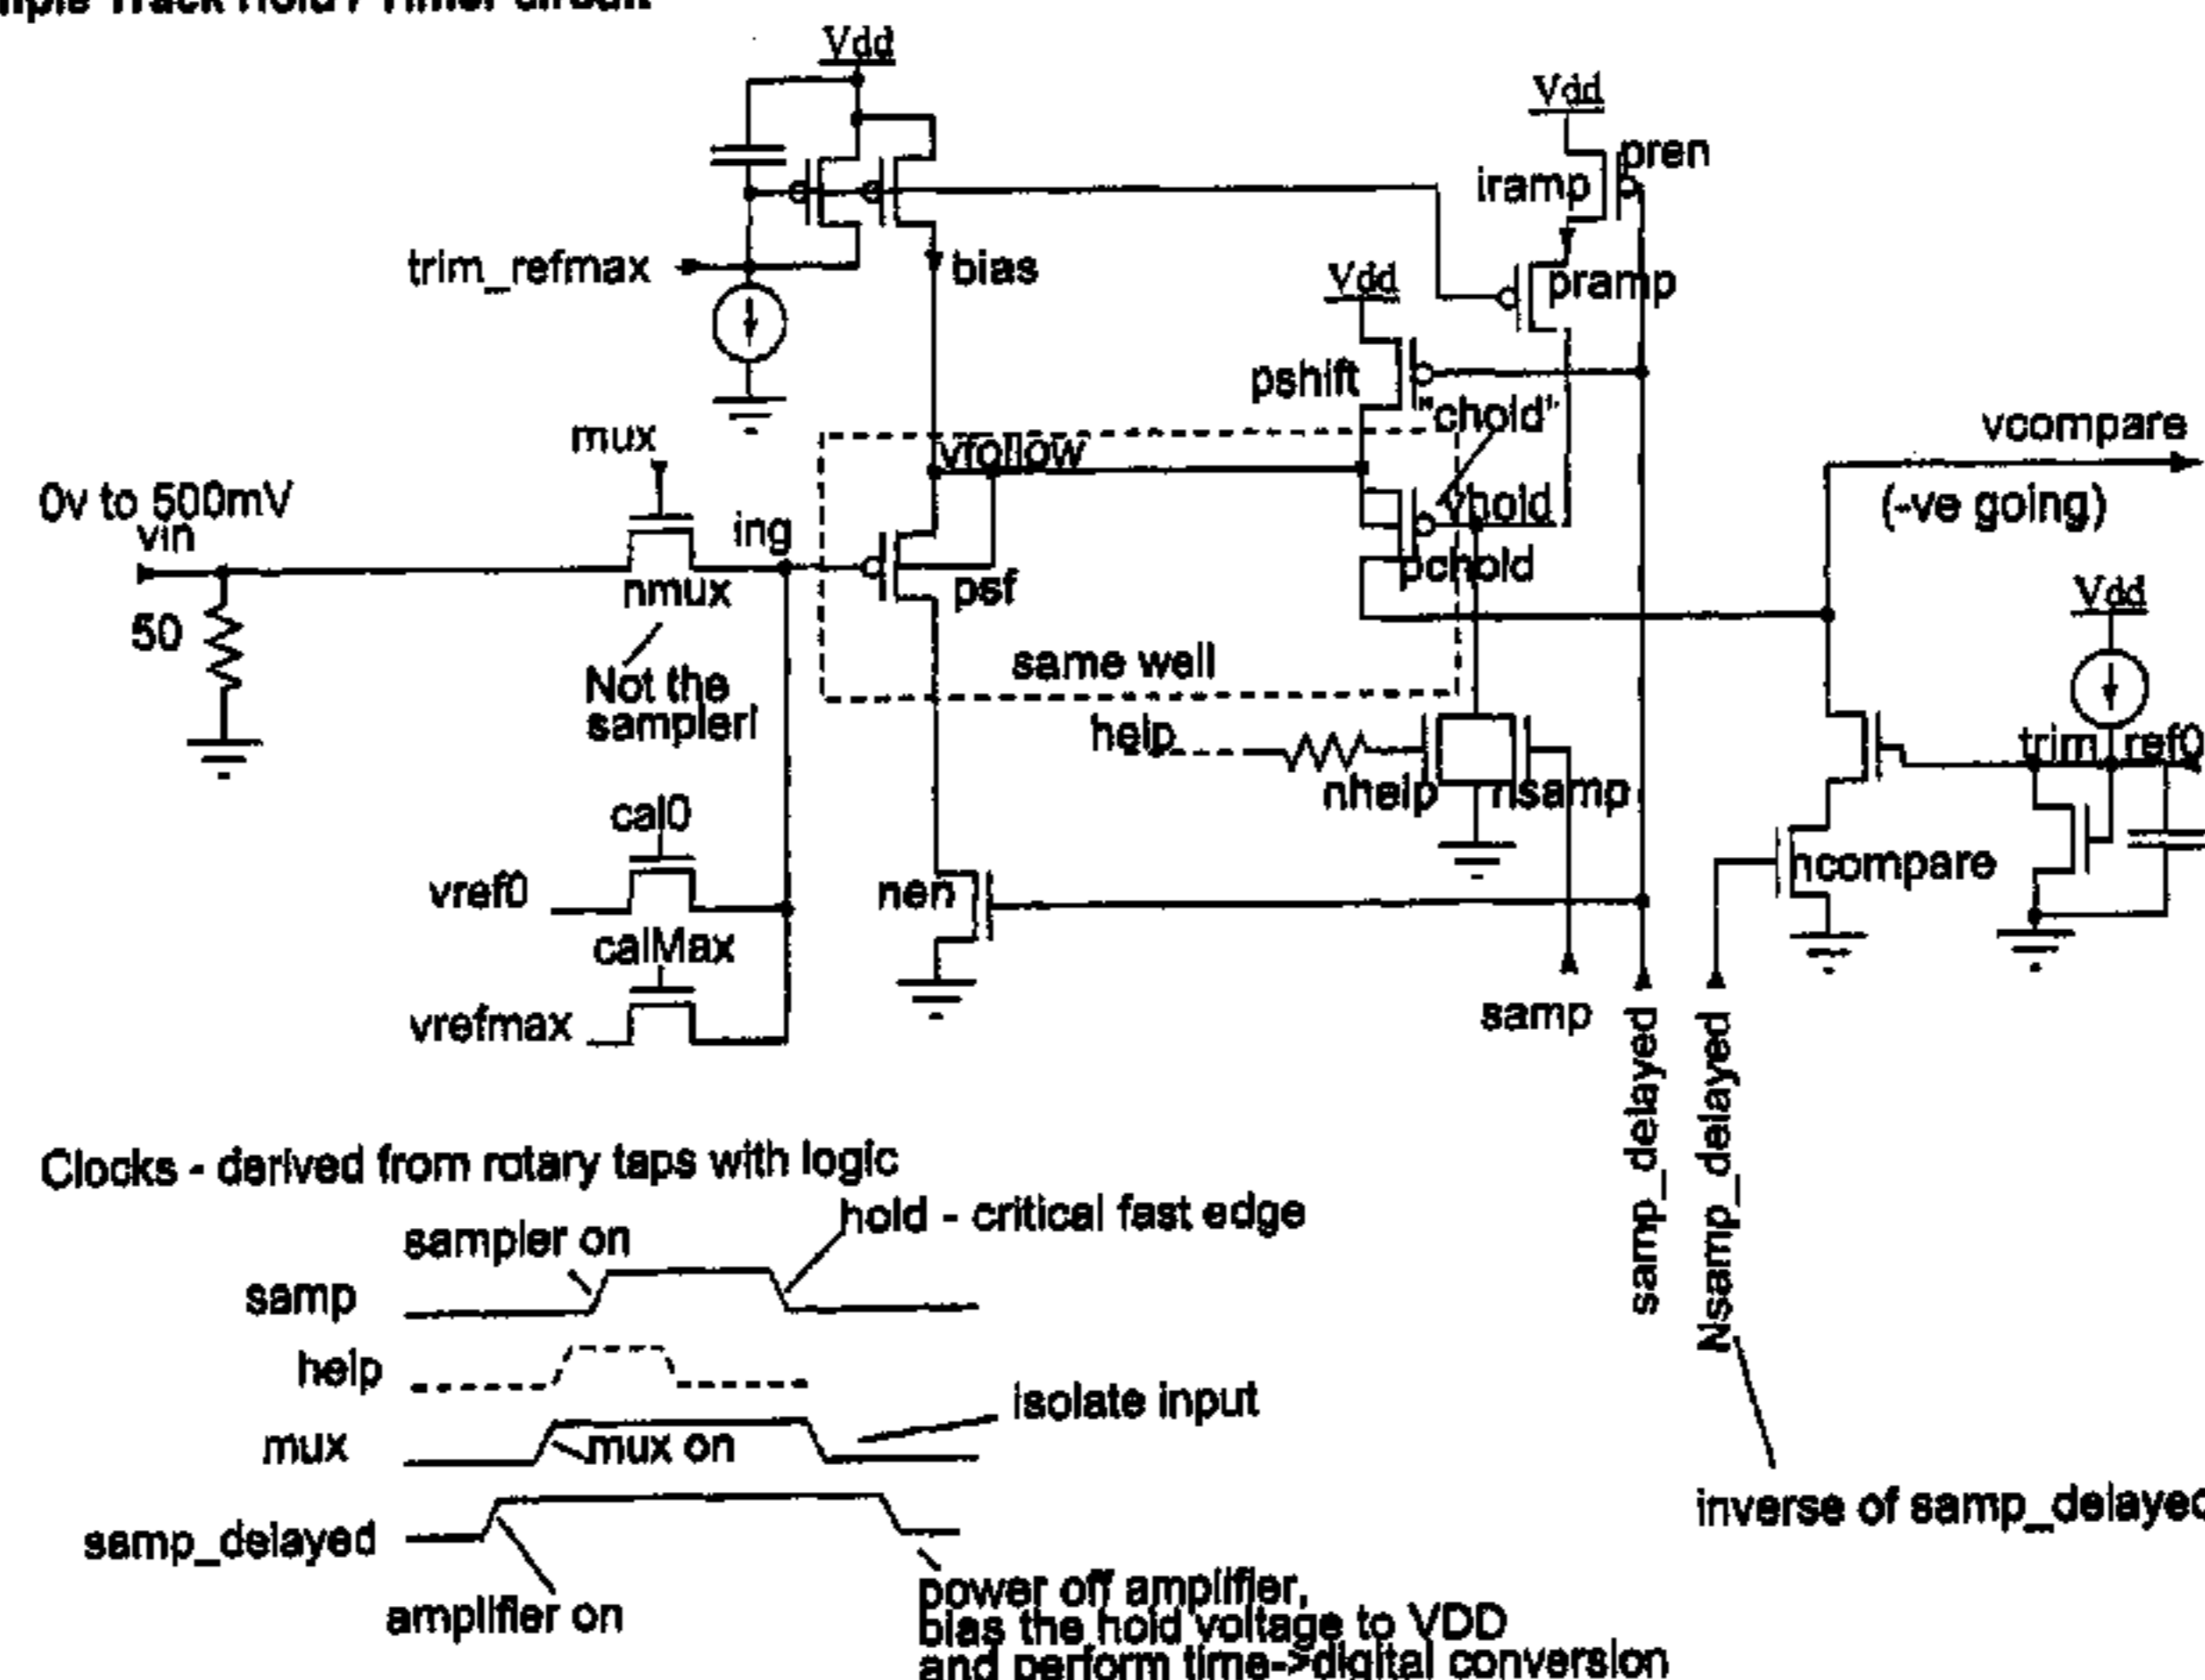 Track Hold / Timer circuit
Vdd
Vdd
pren
iramp
trim_refmax
bias
Vdd
pramp
pshift
"chold"
mux
vfollow
vcompare
0v to 500mV
vin
ing
vhold
(-ve going)
nmux
psf
pchold
Vdd
50
same well
Not the
sampler!
help
trim_ref0
nhelp
nsamp
cal0
vref0
nen
ncompare
calMax
vrefmax
samp
samp_delayed
Nsamp_delayed
Clocks - derived from rotary taps with logic
sampler on
hold - critical fast edge
samp
help
isolate input
mux
mux on
inverse of samp_delayed
samp_delayed
amplifier on
power off amplifier,
bias the hold voltage to VDD
and perform time->digital conversion